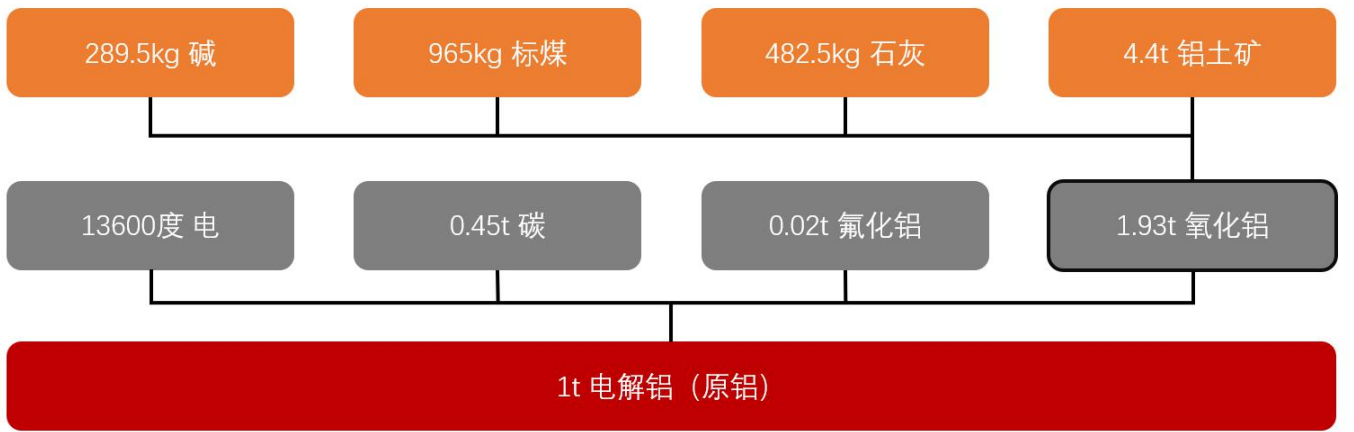 289.5kg 碱
965kg 标煤
482.5kg 石灰
4.4t 铝土矿
13600度 电
0.45t 碳
0.02t 氟化铝
1.93t 氧化铝
1t 电解铝（原铝）